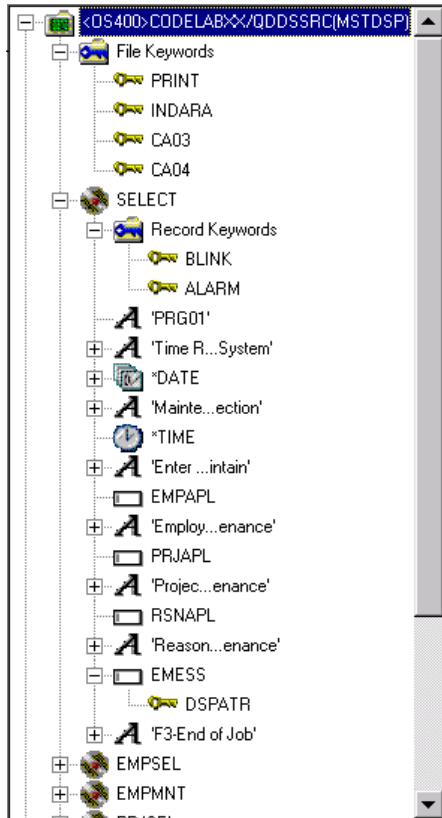 <OS400>CODELABXX/QDDSSRC(MSTDSP)
File Keywords
PRINT
INDARA
CA03
CA04
SELECT
Record Keywords
BLINK
ALARM
'PRG01'
'Time R...System'
*DATE
'Mainte...ection'
*TIME
'Enter ...intain'
EMPAPL
'Employ...enance'
PRJAPL
'Projec...enance'
RSNAPL
'Reason...enance'
EMESS
DSPATR
'F3-End of Job'
EMPSEL
EMPMNT